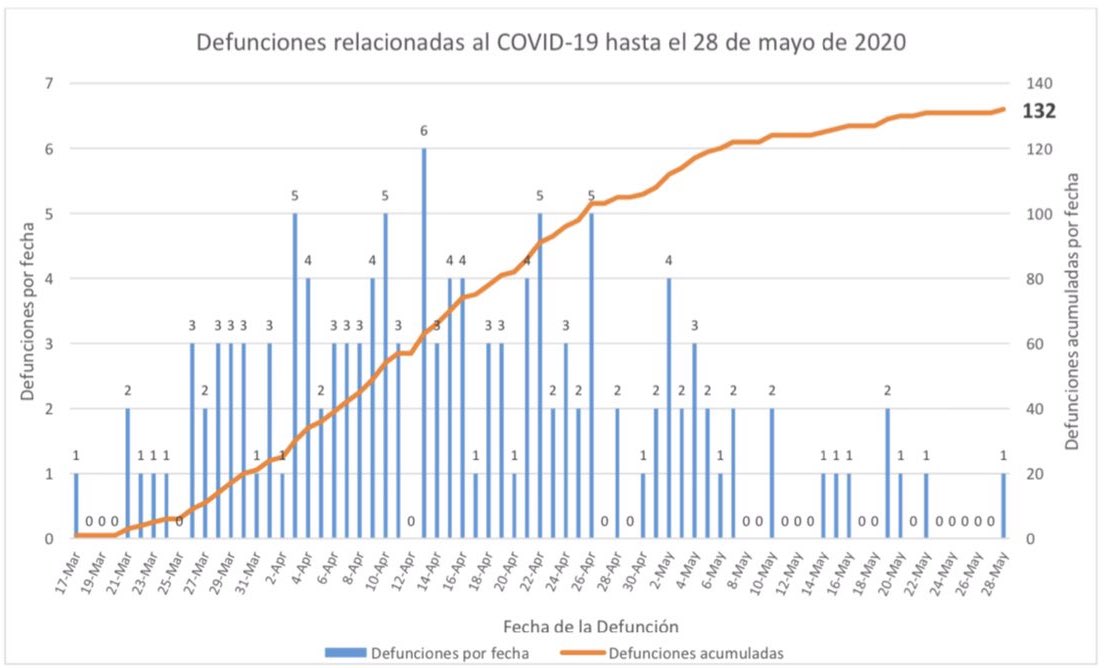 Defunciones relacionadas al COVID-19 hasta el 28 de mayo de 2020
Defunciones por fecha
7
6
5
4
3
2
1
0
1 0 0 0 2 1 1 1 0 3 2 3 3 3 1 3 1 5 4 2 3 3 3 4 5 3 0 6 3 4 4 1 3 3 1 4 5 2 3 2 5 0 2 0 1 2 4 2 3 2 1 2 0 0 2 0 0 0 1 1 1 0 0 2 1 0 1 0 0 0 0 0 1
132
140
120
100
80
60
40
20
0
Defunciones acumuladas por fecha
17-Mar 19-Mar 21-Mar 23-Mar 25-Mar 27-Mar 29-Mar 31-Mar 2-Apr 4-Apr 6-Apr 8-Apr 10-Apr 12-Apr 14-Apr 16-Apr 18-Apr 20-Apr 22-Apr 24-Apr 26-Apr 28-Apr 30-Apr 2-May 4-May 6-May 8-May 10-May 12-May 14-May 16-May 18-May 20-May 22-May 24-May 26-May 28-May
Fecha de la Defunción
Defunciones por fecha
Defunciones acumuladas